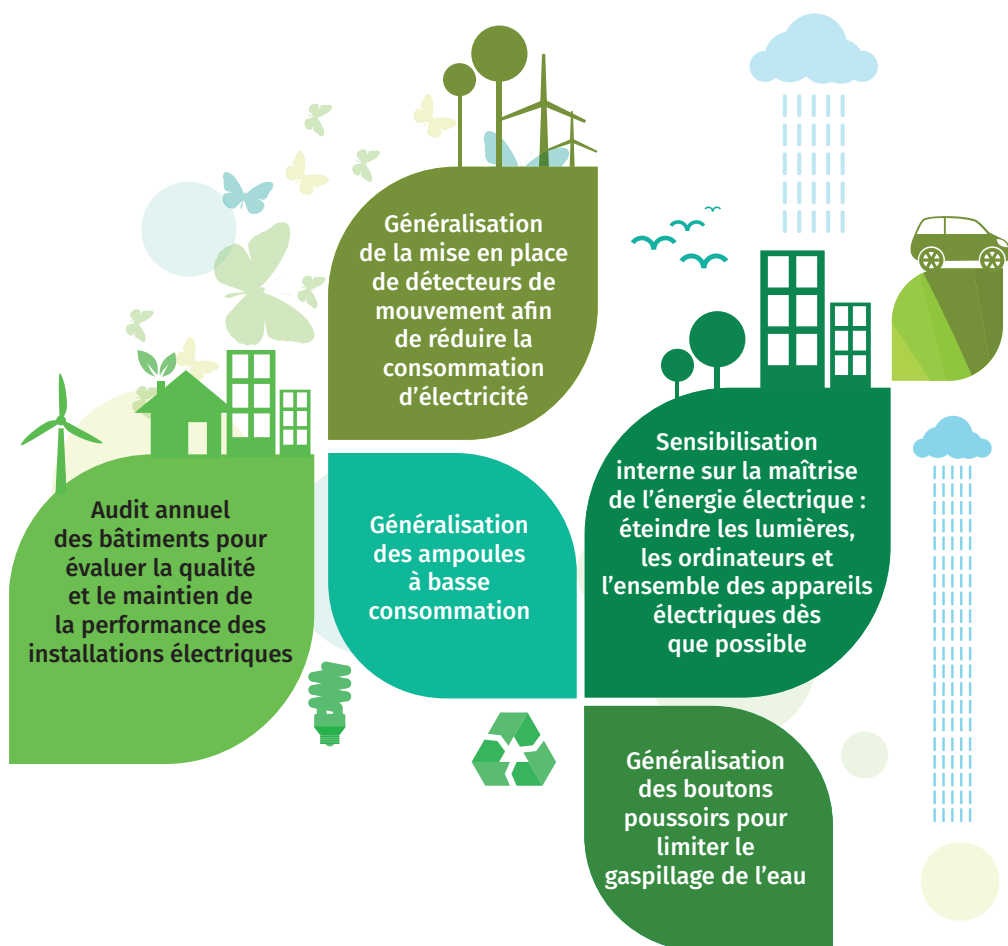 Généralisation
de la mise en place
de détecteurs de
mouvement afin
de réduire la
consommation
d’électricité
Audit annuel
des bâtiments pour
évaluer la qualité
et le maintien de
la performance des
installations électriques
Généralisation
des ampoules
à basse
consommation
Sensibilisation
interne sur la maîtrise
de l’énergie électrique :
éteindre les lumières,
les ordinateurs et
l’ensemble des appareils
électriques dès
que possible
Généralisation
des boutons
poussoirs pour
limiter le
gaspillage de l’eau